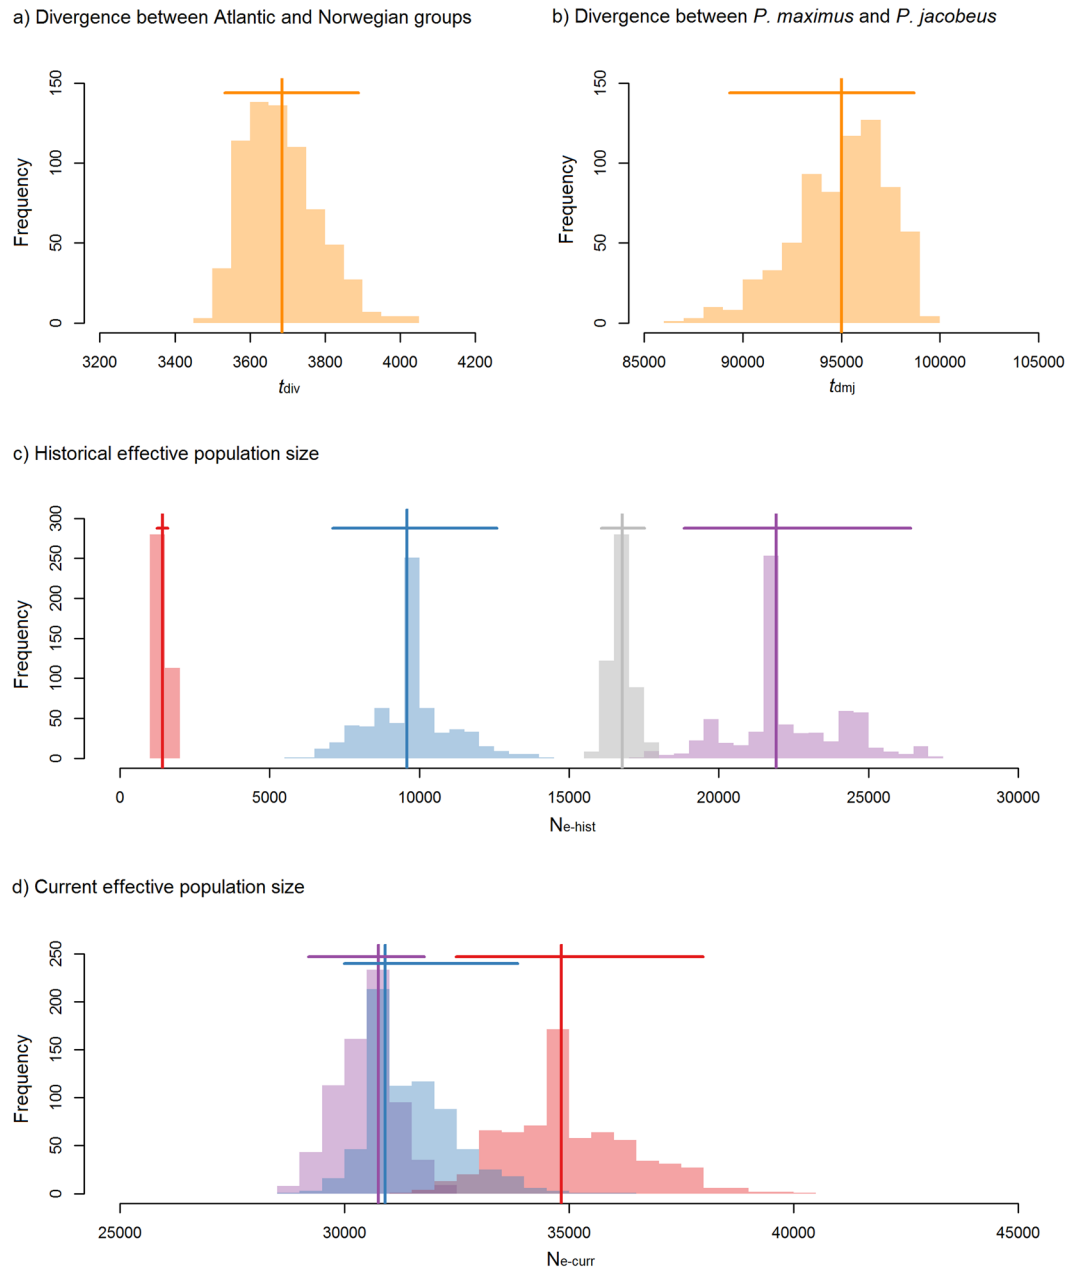 a) Divergence between Atlantic and Norwegian groups
b) Divergence between P. maximus and P. jacobeus
Frequency
0 50 100 150
3200 3400 3600 3800 4000 4200
tdiv
Frequency
0 50 100 150
85000 90000 95000 100000 105000
tdmj
c) Historical effective population size
Frequency
0 50 100 150 200 250 300
0 5000 10000 15000 20000 25000 30000
Ne-hist
d) Current effective population size
Frequency
0 50 100 150 200 250
25000 30000 35000 40000 45000
Ne-curr